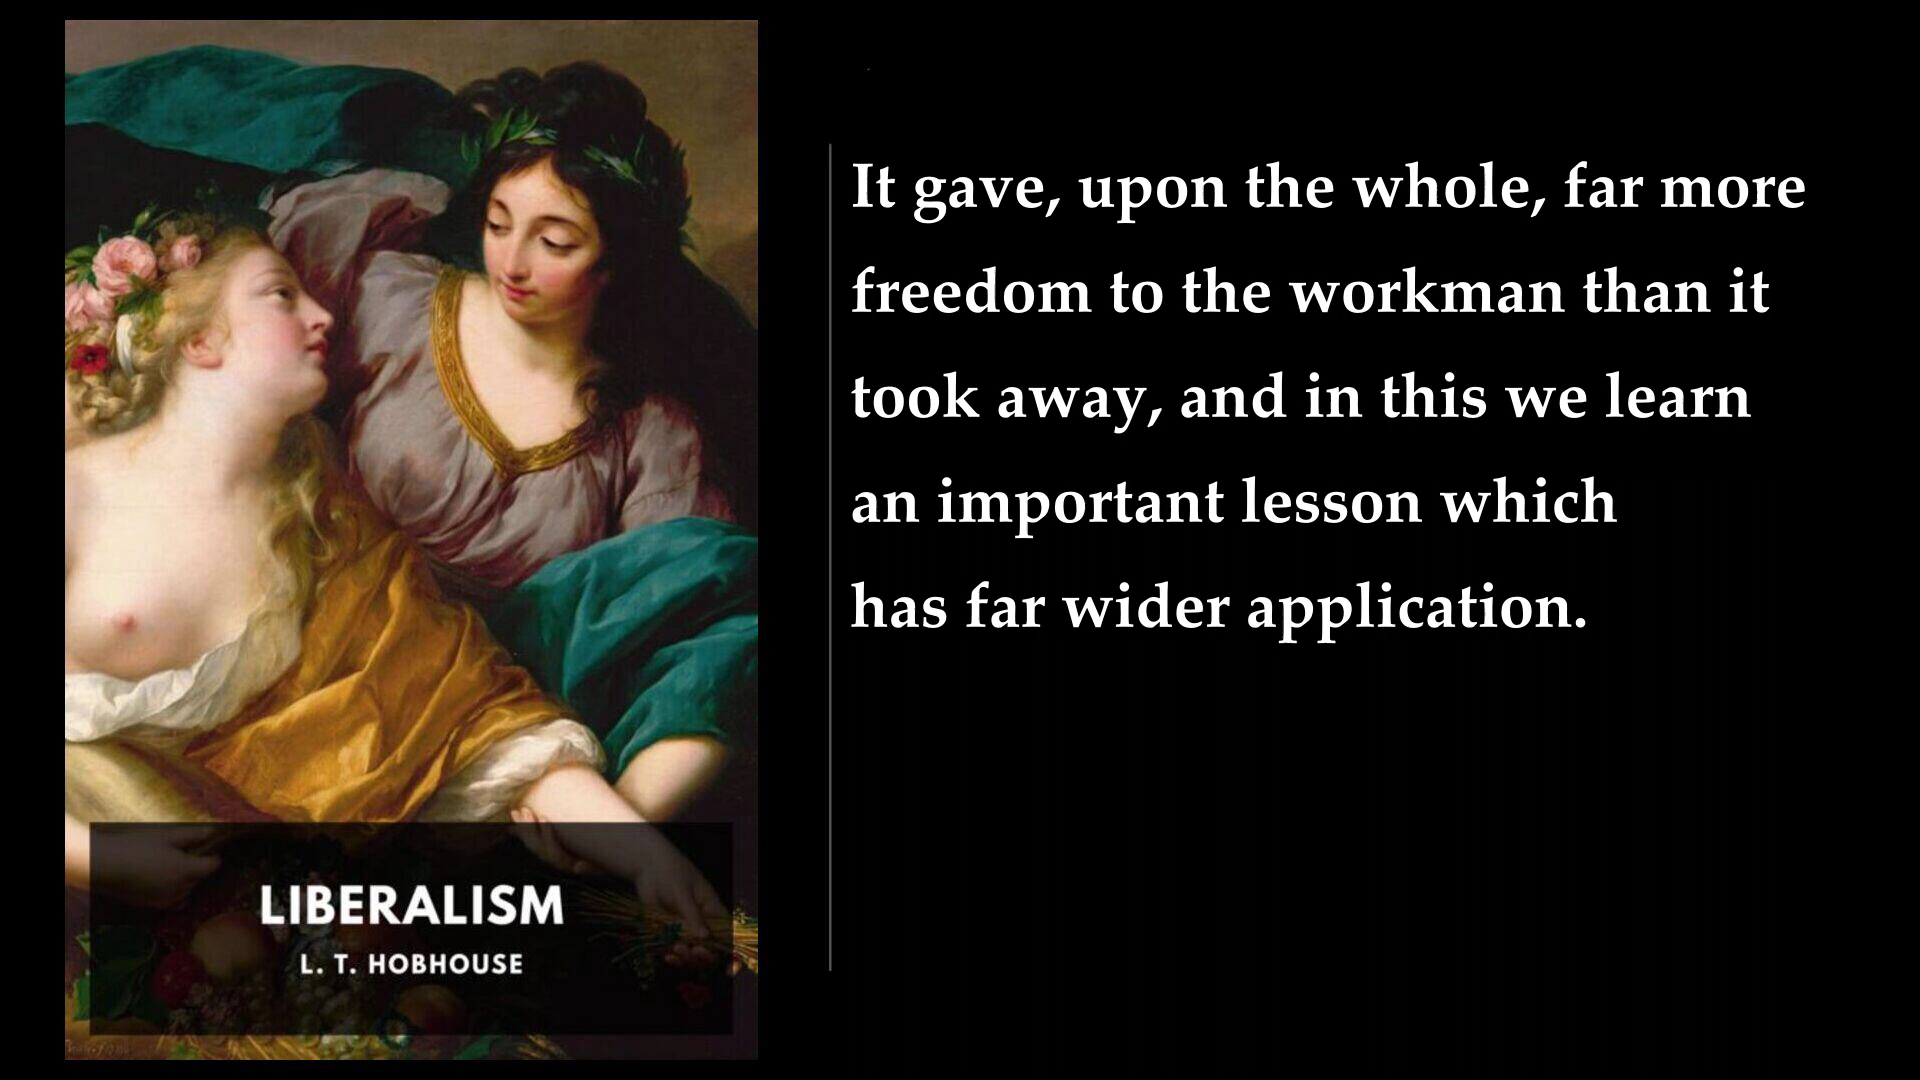 It gave, upon the whole, far more
freedom to the workman than it
took away, and in this we learn
an important lesson which
has far wider application.
LIBERALISM
L. T. HOBHOUSE